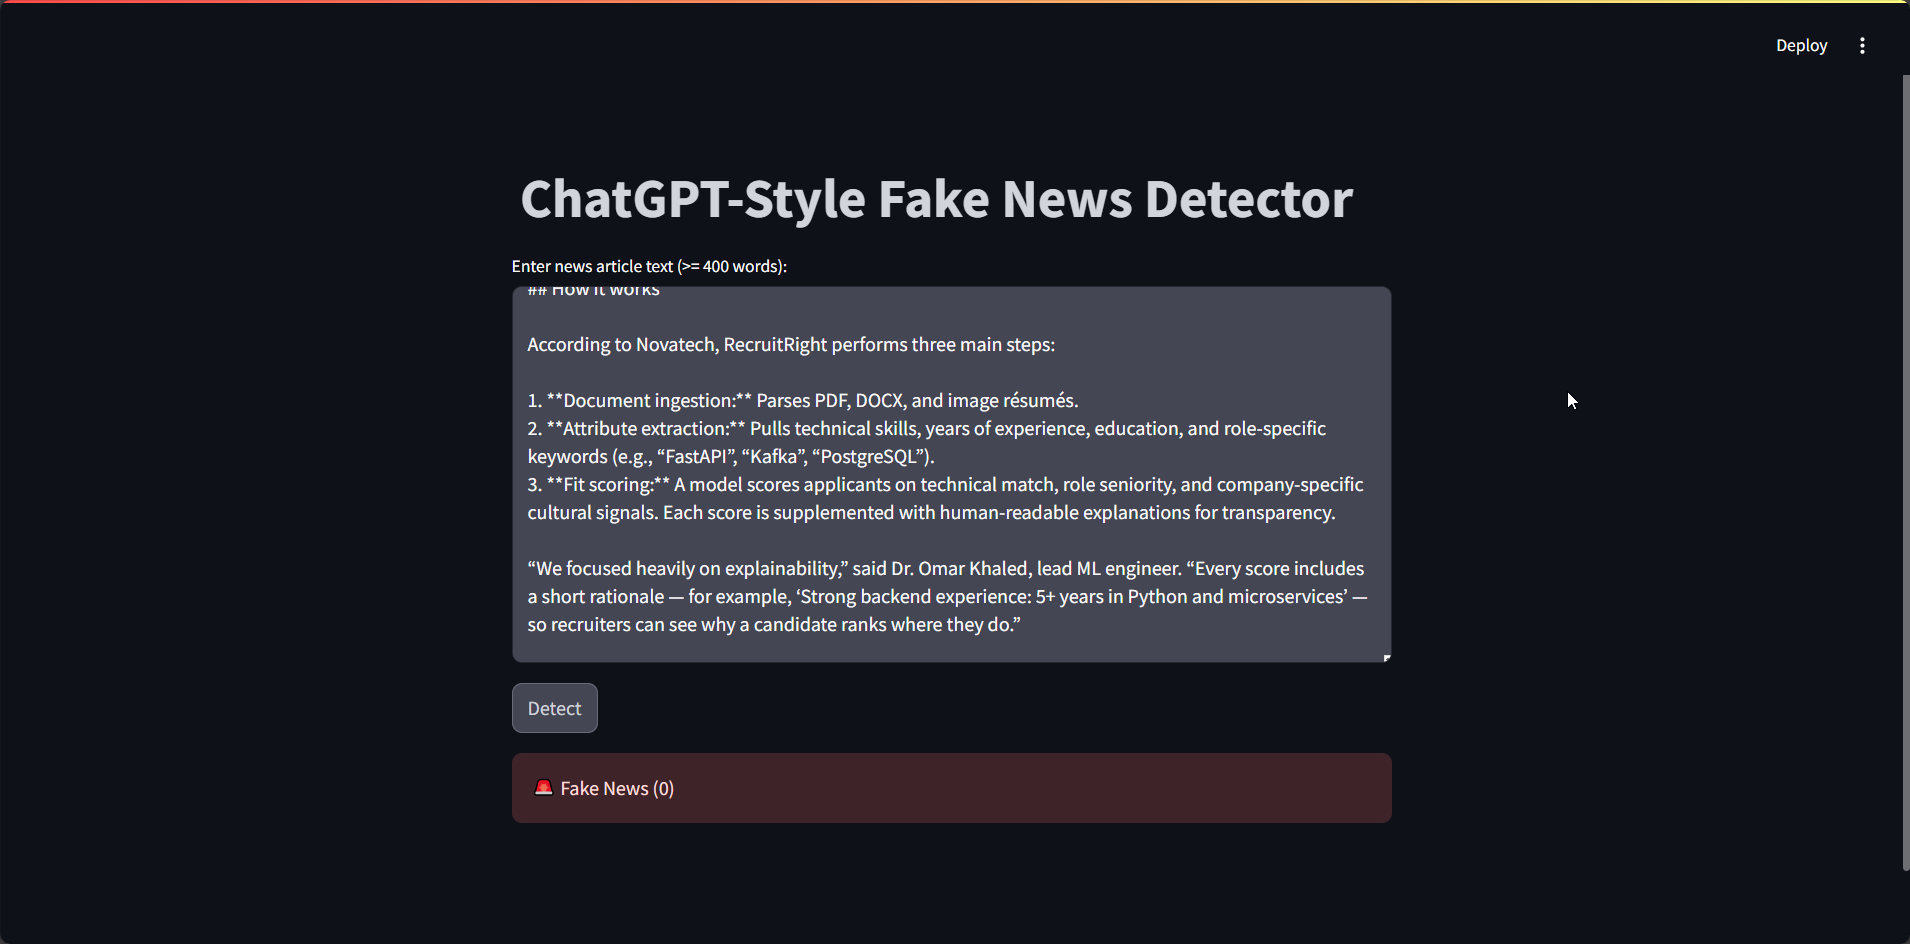 Deploy
ChatGPT-Style Fake News Detector
Enter news article text (>= 400 words):
## How it works
According to Novatech, RecruitRight performs three main steps:
1. **Document ingestion:** Parses PDF, DOCX, and image résumés.
2. **Attribute extraction:** Pulls technical skills, years of experience, education, and role-specific
keywords (e.g., “FastAPI”, “Kafka”, “PostgreSQL”).
3. **Fit scoring:** A model scores applicants on technical match, role seniority, and company-specific
cultural signals. Each score is supplemented with human-readable explanations for transparency.
“We focused heavily on explainability,” said Dr. Omar Khaled, lead ML engineer. “Every score includes
a short rationale — for example, ‘Strong backend experience: 5+ years in Python and microservices’ —
so recruiters can see why a candidate ranks where they do.”
Detect
🚨 Fake News (0)